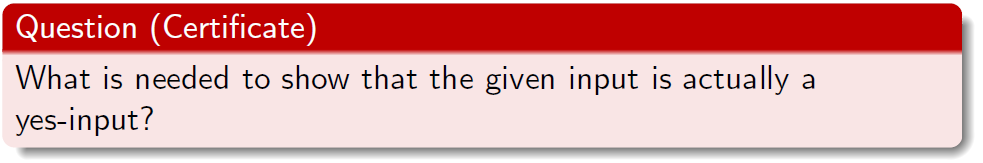 Question (Certificate)
What is needed to show that the given input is actually a
yes-input?